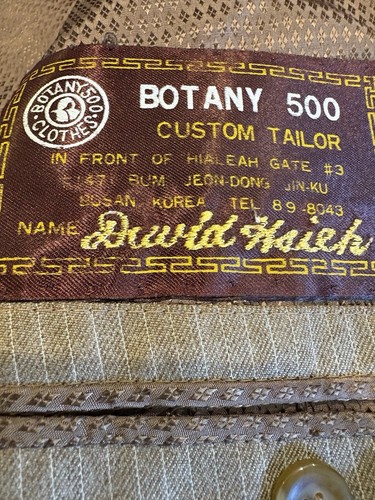 BOTANY 500
CLOTHES
BOTANY 500
CUSTOM TAILOR
IN FRONT OF HIALEAH GATE #3
BUM JEON-DONG JIN-KU
BUSAN KOREA TEL 89-8043
NAME David Hsieh